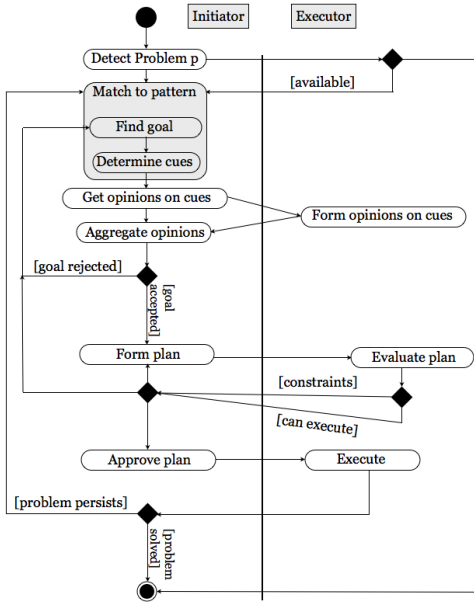 Initiator
Executor
Detect Problem p
[available]
Match to pattern
Find goal
Determine cues
Get opinions on cues
Form opinions on cues
Aggregate opinions
[goal rejected]
[goal
accepted]
Form plan
Evaluate plan
[constraints]
[can execute]
Approve plan
Execute
[problem persists]
[problem
solved]